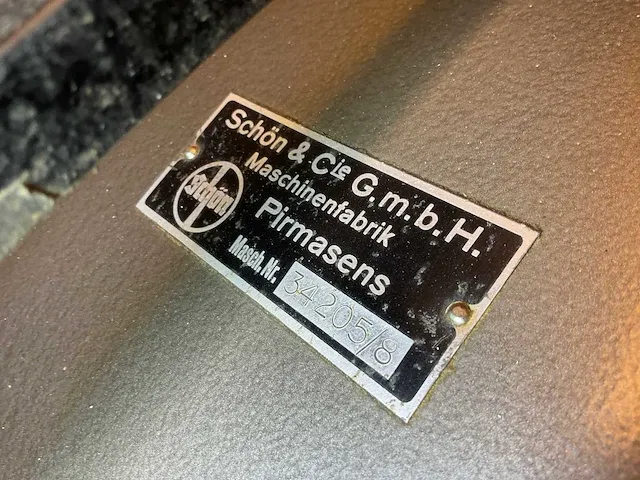 Schön & Cie G.m.b.H.
Maschinenfabrik
Pirmasens
schön
Masch. Nr. 34205/8